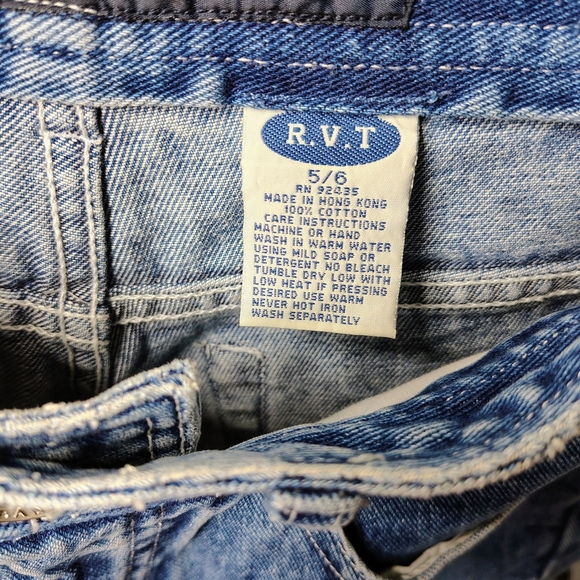 R.V.T
5/6
RN 92435
MADE IN HONG KONG
100% COTTON
CARE INSTRUCTIONS
MACHINE OR HAND
WASH IN WARM WATER
USING MILD SOAP OR
DETERGENT NO BLEACH
TUMBLE DRY LOW WITH
LOW HEAT IF PRESSING
DESIRED USE WARM
NEVER HOT IRON
WASH SEPARATELY